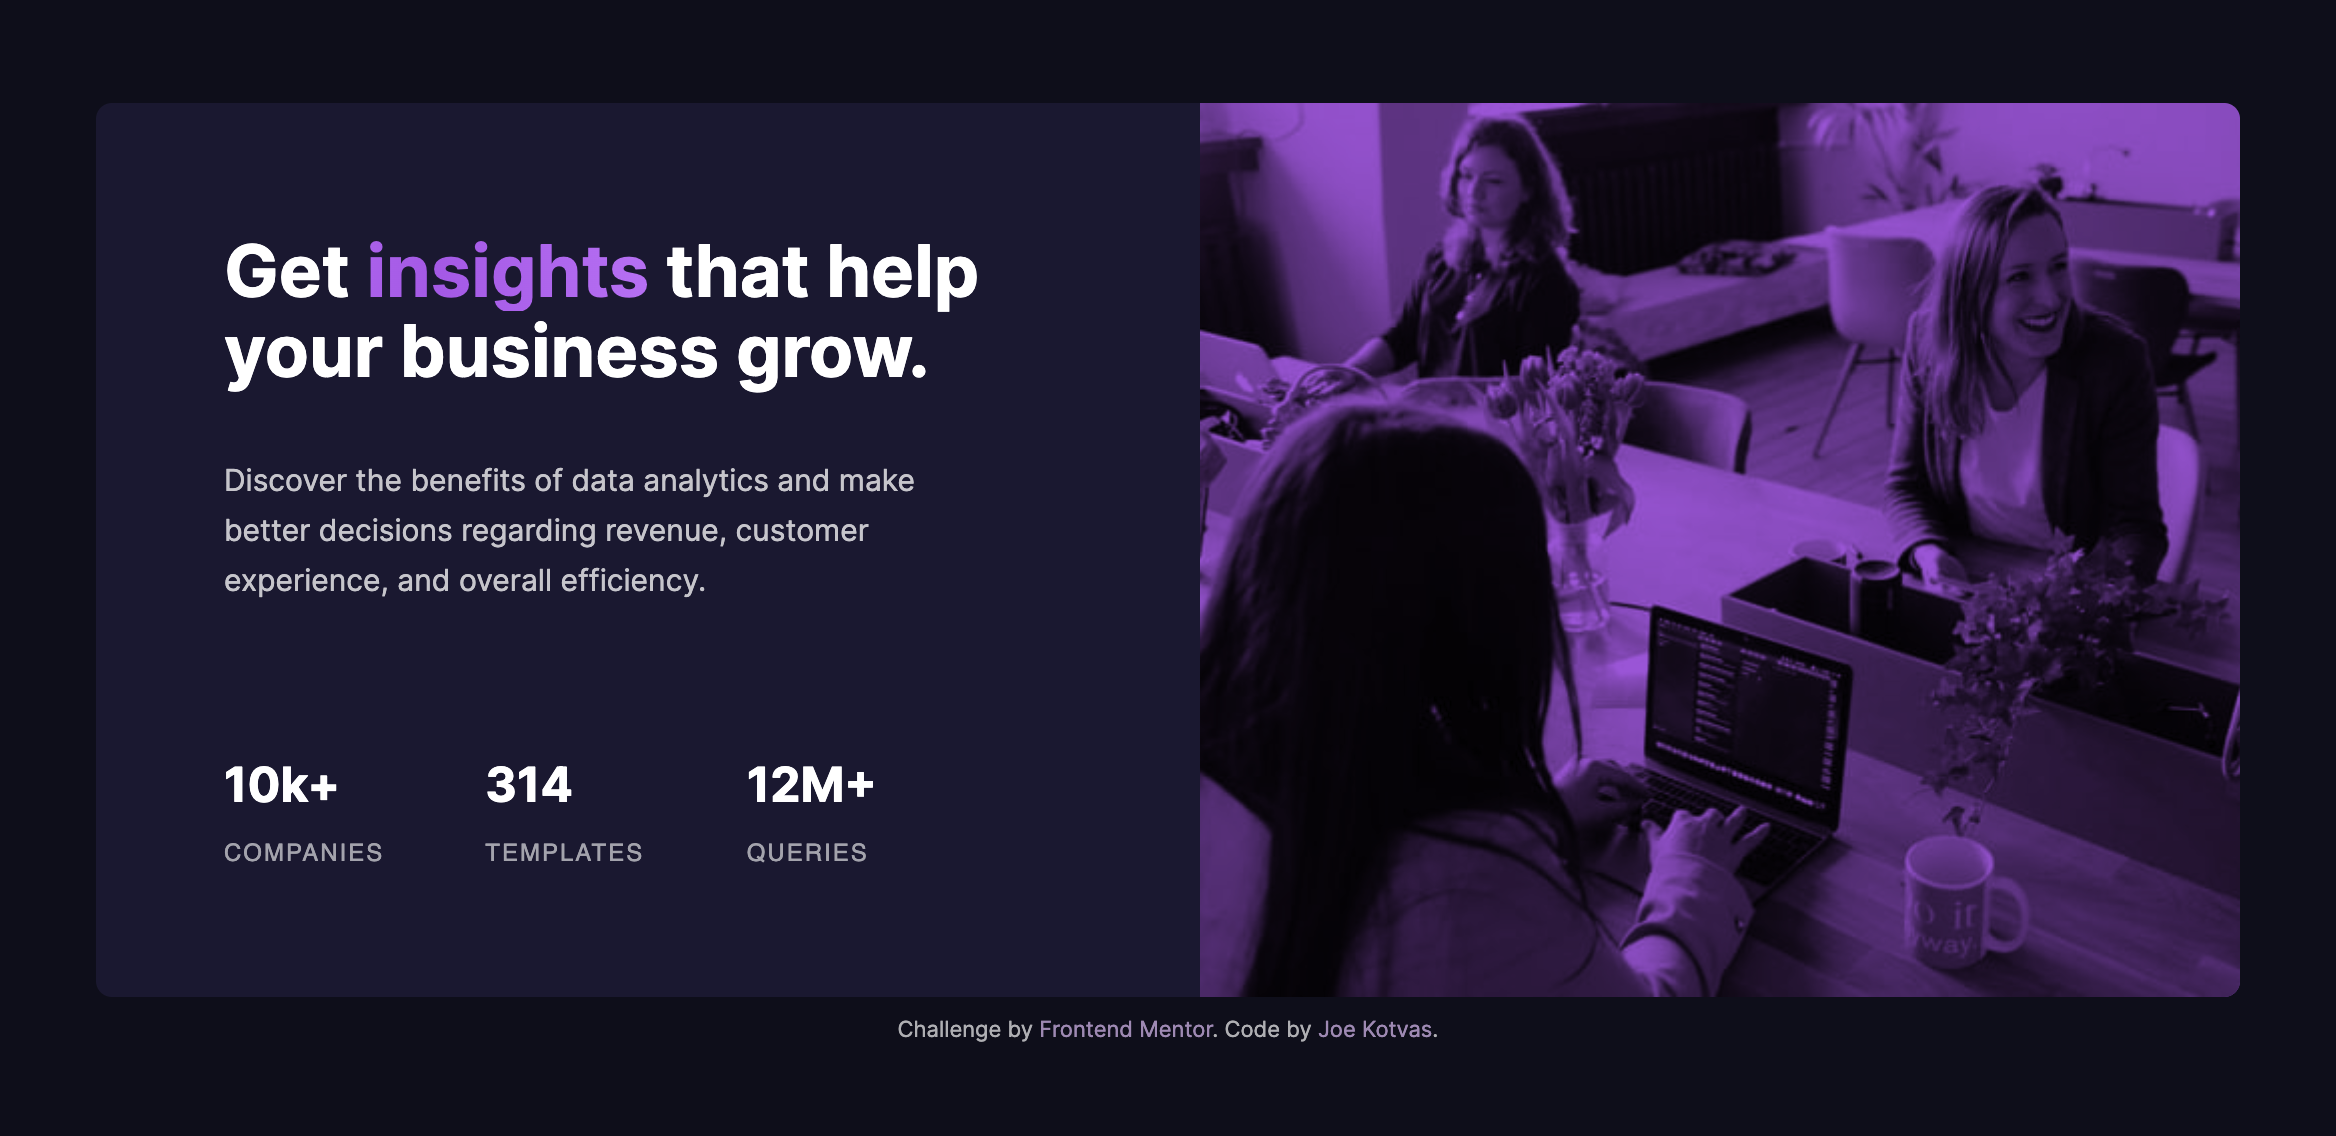 Get insights that help
your business grow.
Discover the benefits of data analytics and make
better decisions regarding revenue, customer
experience, and overall efficiency.
10k+
314
12M+
COMPANIES
TEMPLATES
QUERIES
it
Challenge by Frontend Mentor. Code by Joe Kotvas.